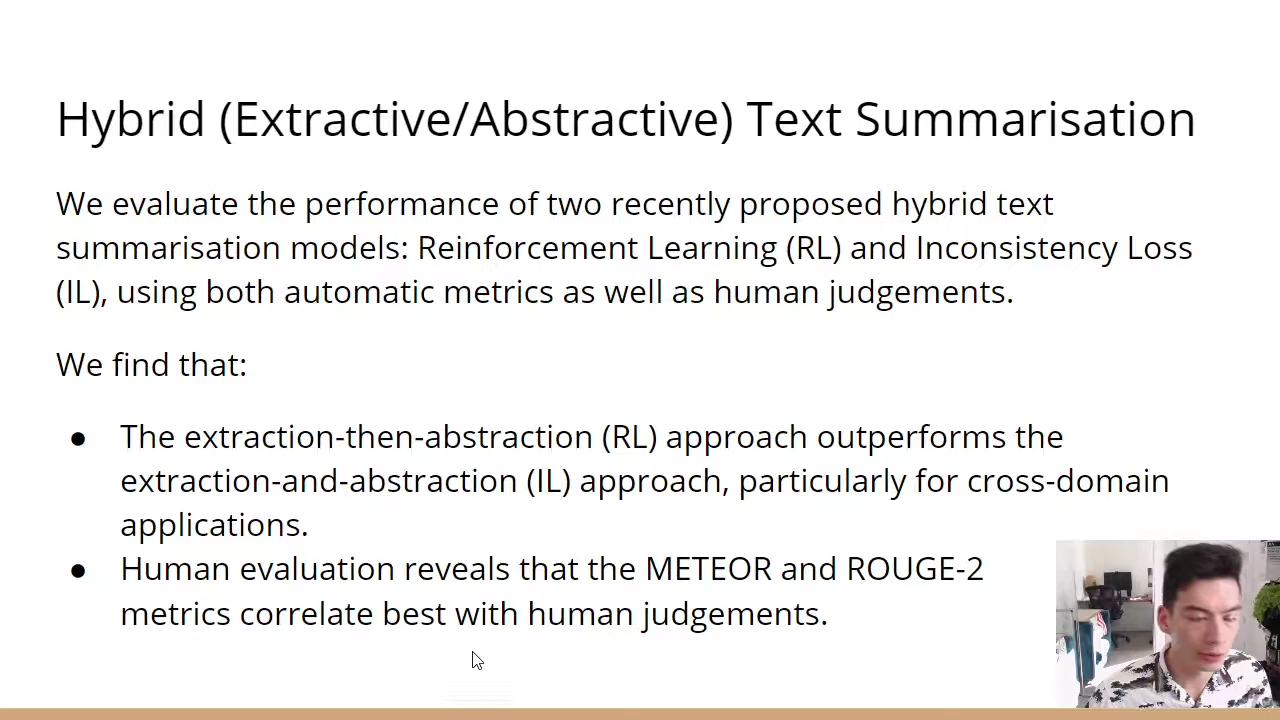 Hybrid (Extractive/Abstractive) Text Summarisation
We evaluate the performance of two recently proposed hybrid text
summarisation models: Reinforcement Learning (RL) and Inconsistency Loss
(IL), using both automatic metrics as well as human judgements.
We find that:
● The extraction-then-abstraction (RL) approach outperforms the
extraction-and-abstraction (IL) approach, particularly for cross-domain
applications.
● Human evaluation reveals that the METEOR and ROUGE-2
metrics correlate best with human judgements.